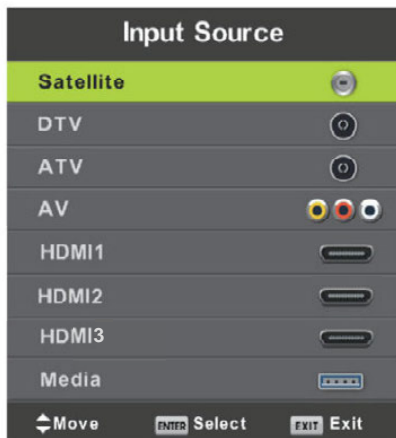 Input Source
Satellite
DTV
ATV
AV
HDMI1
HDMI2
HDMI3
Media
Move ENTER Select EXIT Exit